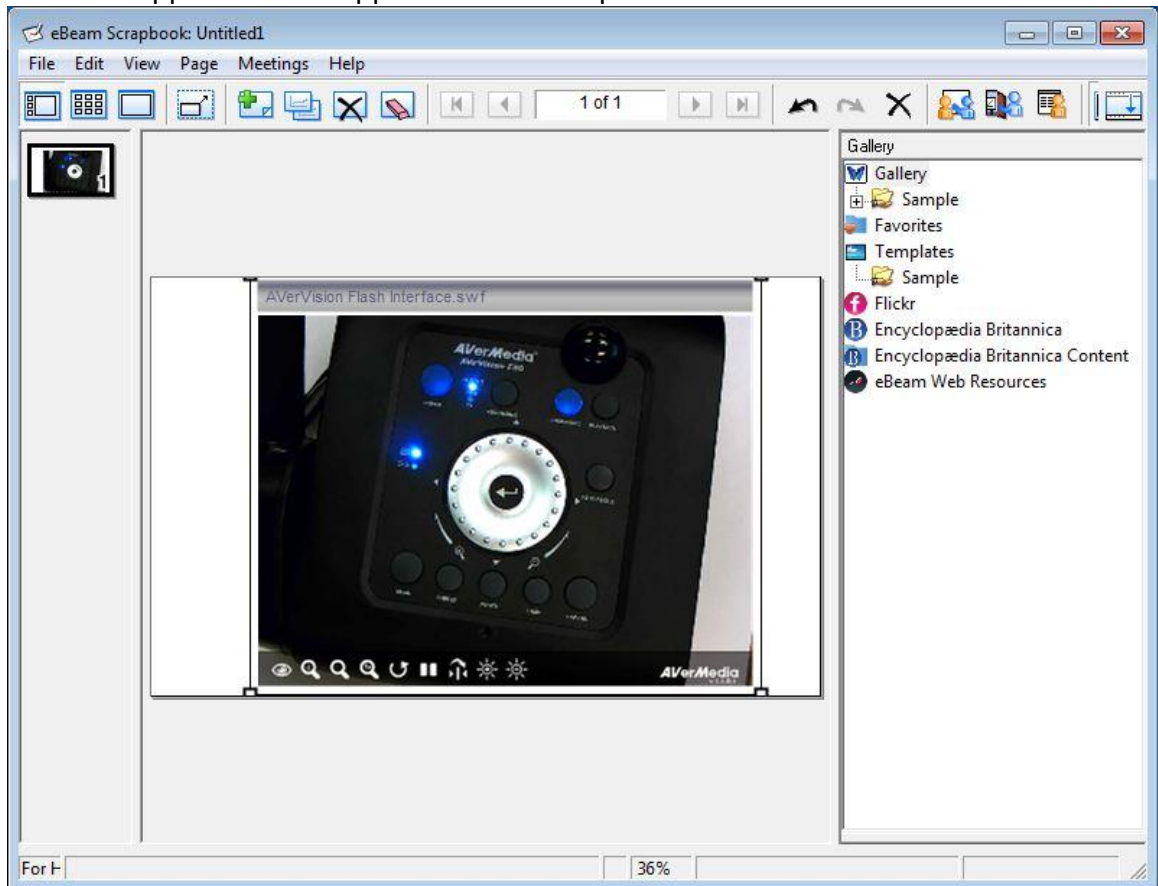 eBeam Scrapbook: Untitled1
File Edit View Page Meetings Help
1 of 1
1
Gallery
Gallery
Sample
Favorites
Templates
Sample
Flickr
Encyclopædia Britannica
Encyclopædia Britannica Content
eBeam Web Resources
AVerVision Flash Interface.swf
AVerMedia
AVerMedia
For H
36%